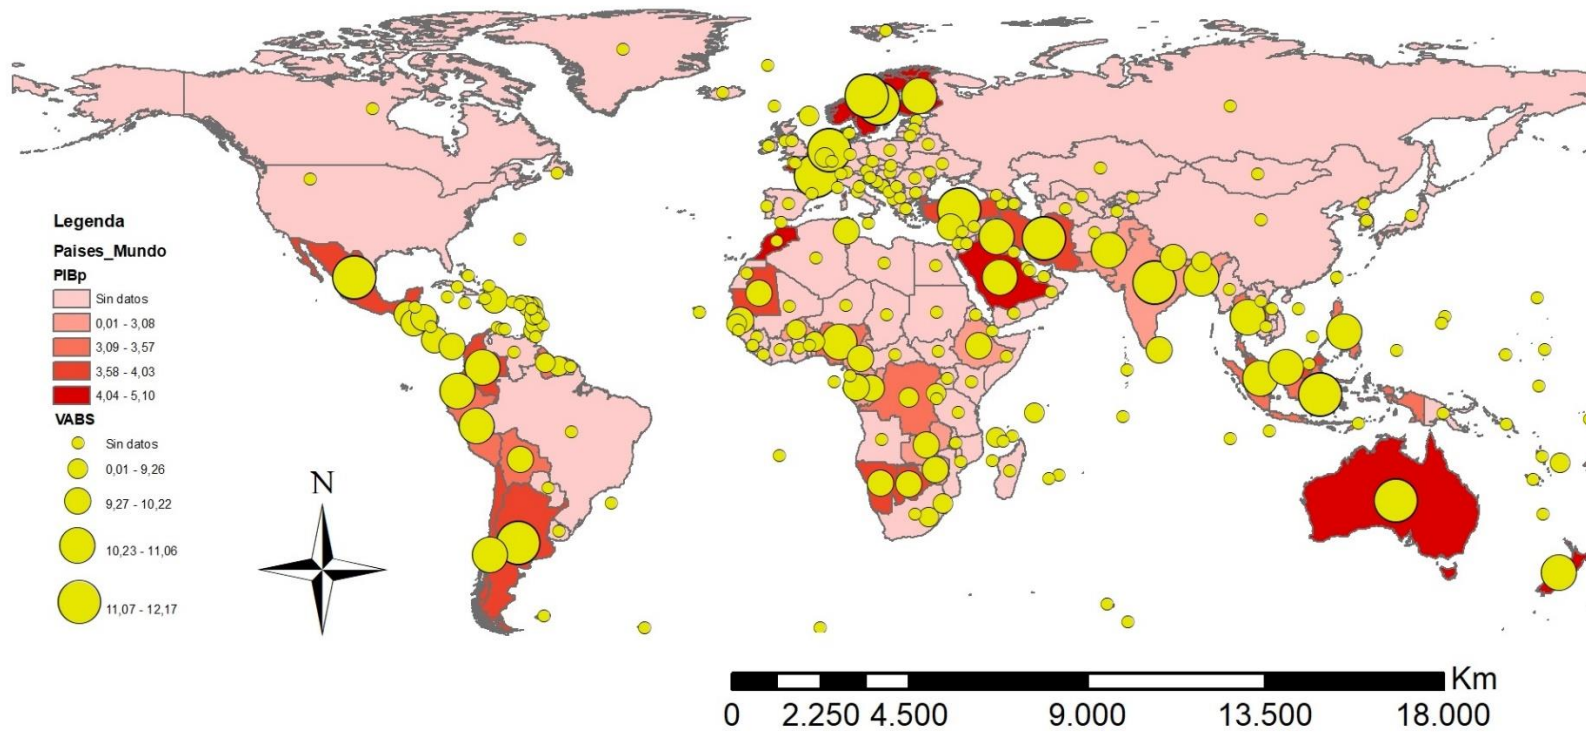 Legenda
Paises_Mundo
PIBp
Sin datos
0,01 - 3,08
3,09 - 3,57
3,58 - 4,03
4,04 - 5,10
VABS
Sin datos
0,01 - 9,26
9,27 - 10,22
10,23 - 11,06
11,07 - 12,17
N
Km
0 2.250 4.500 9.000 13.500 18.000